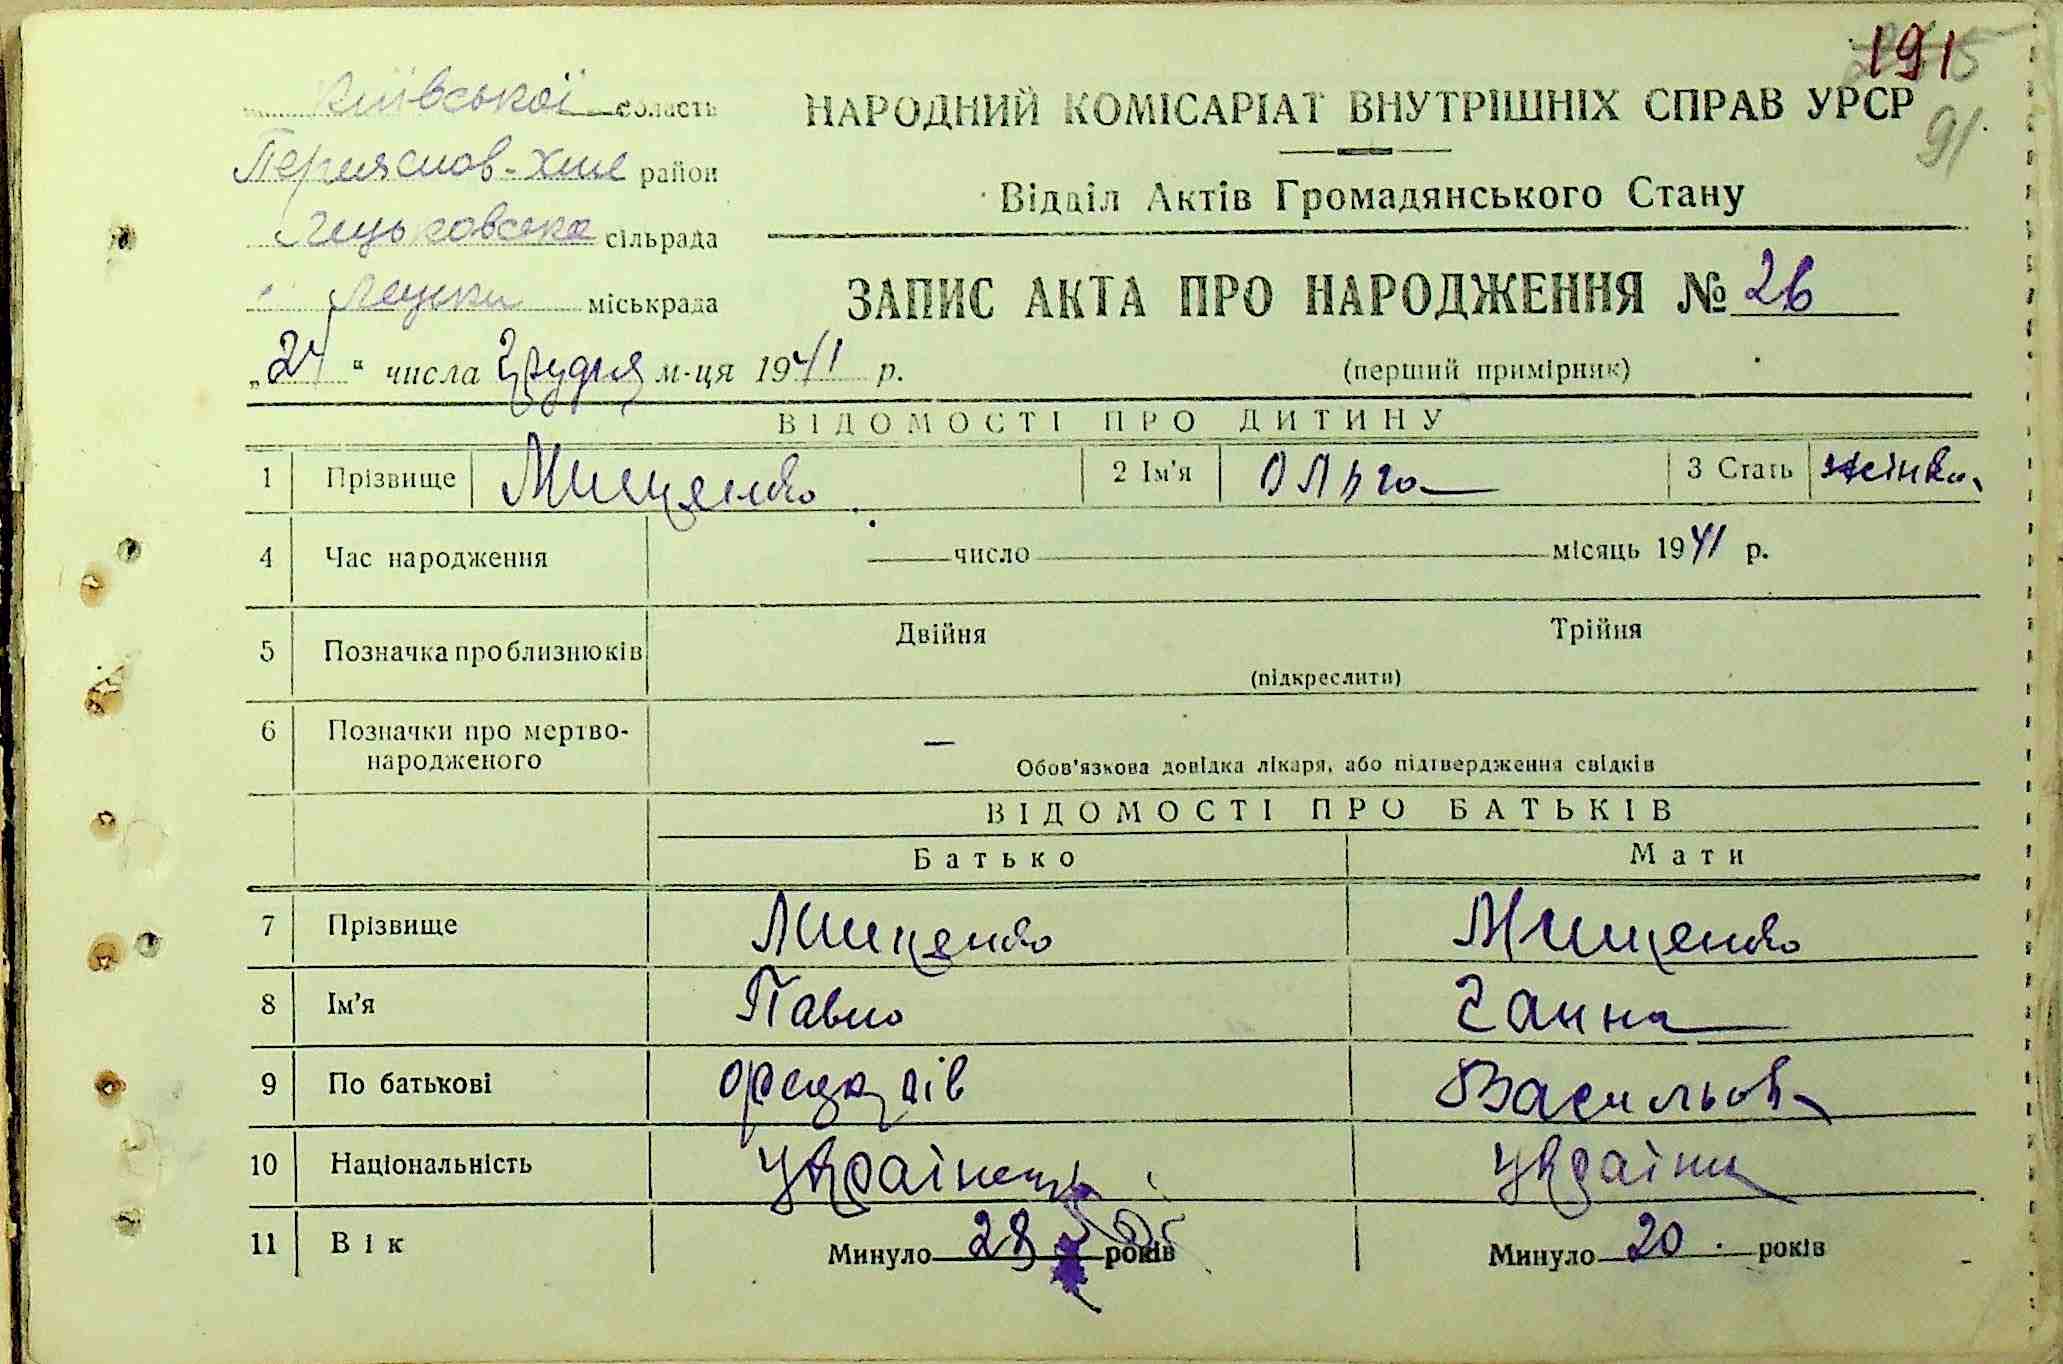 1915
91
Київської область
НАРОДНИЙ КОМІСАРІАТ ВНУТРІШНІХ СПРАВ УРСР
Переяслов-Хме район
Відділ Актів Громадянського Стану
сільрада
міськрада
ЗАПИС АКТА ПРО НАРОДЖЕННЯ № 26
„24“ числа Грудня м-ця 1941 р.
(перший примірник)
ВІДОМОСТІ ПРО ДИТИНУ
1 Прізвище Мищенко 2 Ім'я Ольга 3 Стать жінка
4 Час народження число місяць 1941 р.
5 Позначка про близнюків Двійня Трійня
(підкреслити)
6 Позначки про мертво-
народженого —
Обов'язкова довідка лікаря, або підтвердження свідків
ВІДОМОСТІ ПРО БАТЬКІВ
Батько Мати
7 Прізвище Мищенко Мищенко
8 Ім'я Павло Ганна
9 По батькові Васильов
10 Національність Українець Україн
11 Вік Минуло 28 років Минуло 20 років